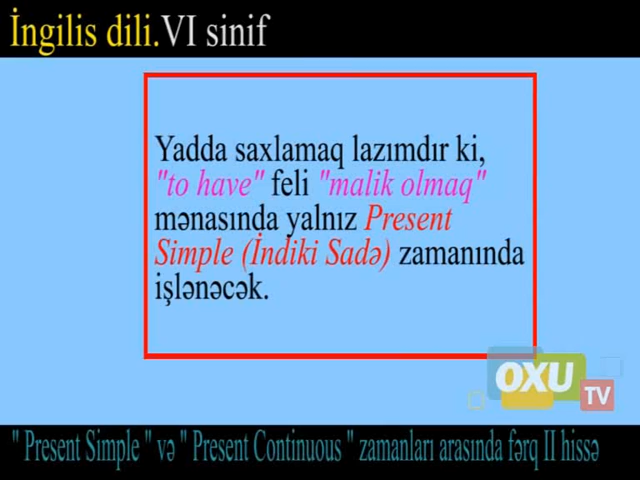 İngilis dili.VI sinif
Yadda saxlamaq lazımdır ki,
"to have" feli "malik olmaq"
mənasında yalnız Present
Simple (İndiki Sadə) zamanında
işlənəcək.
OXU
TV
" Present Simple " və " Present Continuous " zamanları arasında fərq II hissə